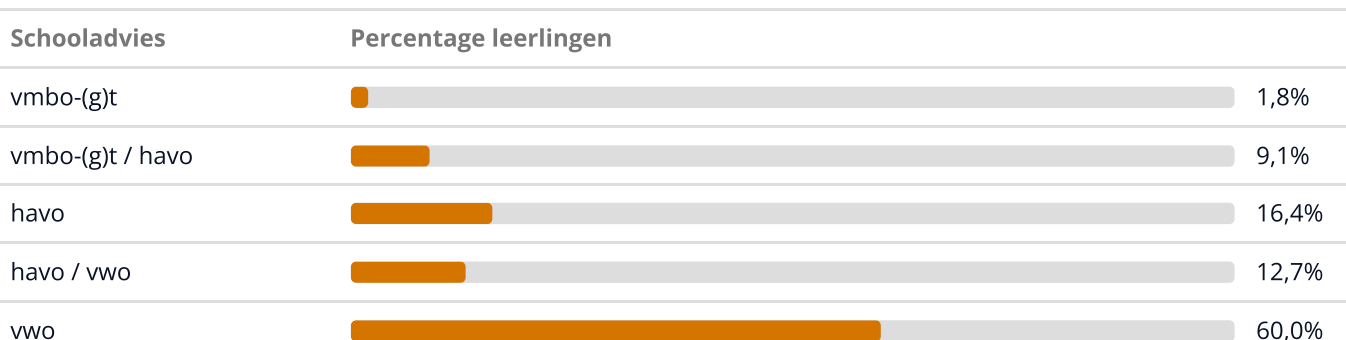 Schooladvies Percentage leerlingen
vmbo-(g)t 1,8%
vmbo-(g)t / havo 9,1%
havo 16,4%
havo / vwo 12,7%
vwo 60,0%